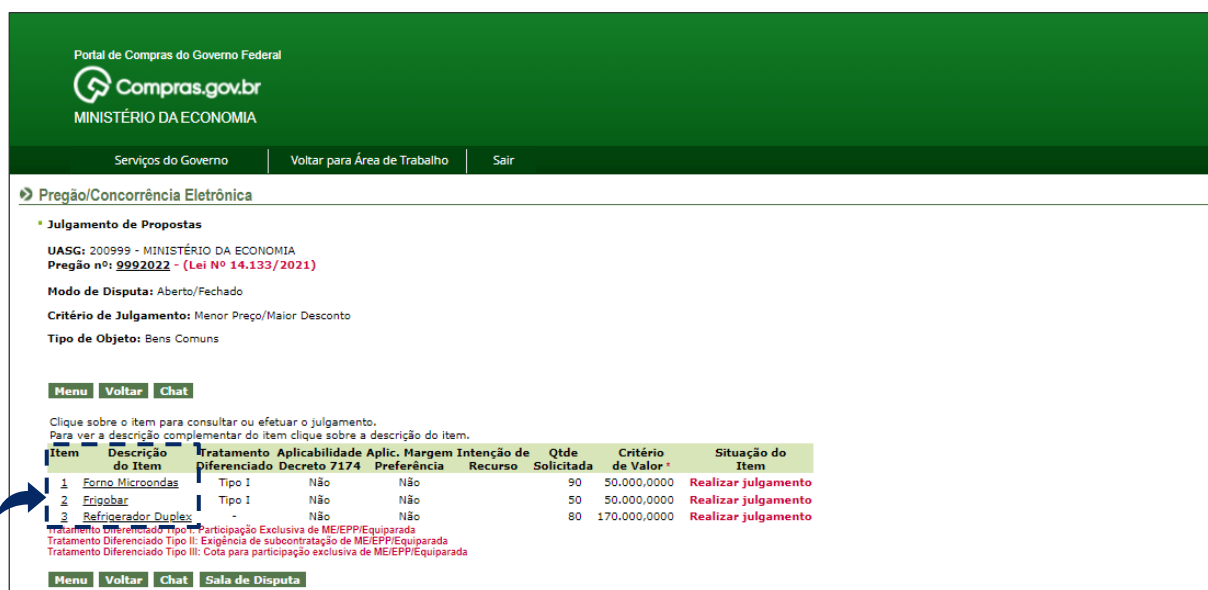 Portal de Compras do Governo Federal
Compras.gov.br
MINISTÉRIO DA ECONOMIA
Serviços do Governo Voltar para Área de Trabalho Sair
Pregão/Concorrência Eletrônica
Julgamento de Propostas
UASG: 200999 - MINISTÉRIO DA ECONOMIA
Pregão nº: 9992022 - (Lei Nº 14.133/2021)
Modo de Disputa: Aberto/Fechado
Critério de Julgamento: Menor Preço/Maior Desconto
Tipo de Objeto: Bens Comuns
Menu Voltar Chat
Clique sobre o item para consultar ou efetuar o julgamento.
Para ver a descrição complementar do item clique sobre a descrição do item.
Item Descrição Tratamento Aplicabilidade Aplic. Margem Intenção de Qtde Critério Situação do
do Item Diferenciado Decreto 7174 Preferência Recurso Solicitada de Valor * Item
1 Forno Microondas Tipo I Não Não 90 50.000,0000 Realizar julgamento
2 Frigobar Tipo I Não Não 50 50.000,0000 Realizar julgamento
3 Refrigerador Duplex - Não Não 80 170.000,0000 Realizar julgamento
Tratamento Diferenciado Tipo I: Participação Exclusiva de ME/EPP/Equiparada
Tratamento Diferenciado Tipo II: Exigência de subcontratação de ME/EPP/Equiparada
Tratamento Diferenciado Tipo III: Cota para participação exclusiva de ME/EPP/Equiparada
Menu Voltar Chat Sala de Disputa